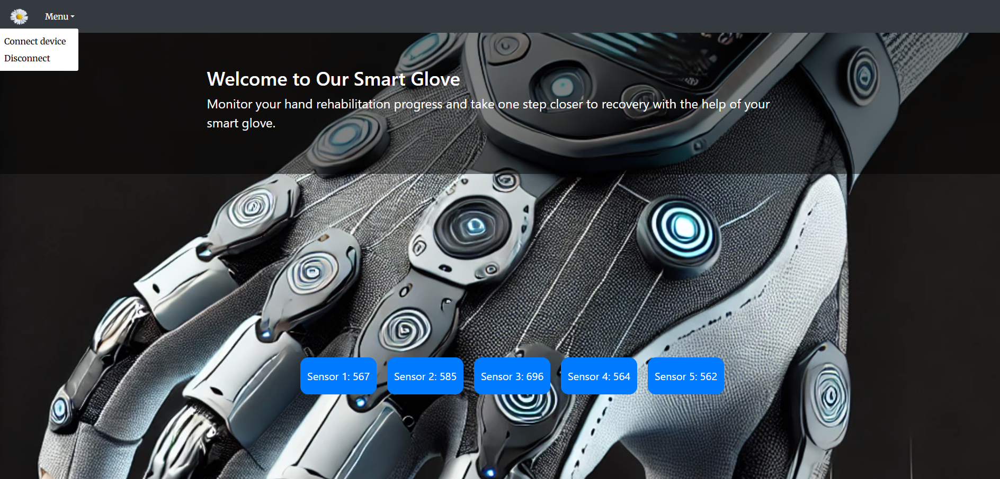 Menu
Connect device
Disconnect
Welcome to Our Smart Glove
Monitor your hand rehabilitation progress and take one step closer to recovery with the help of your
smart glove.
Sensor 1: 567
Sensor 2: 585
Sensor 3: 696
Sensor 4: 564
Sensor 5: 562